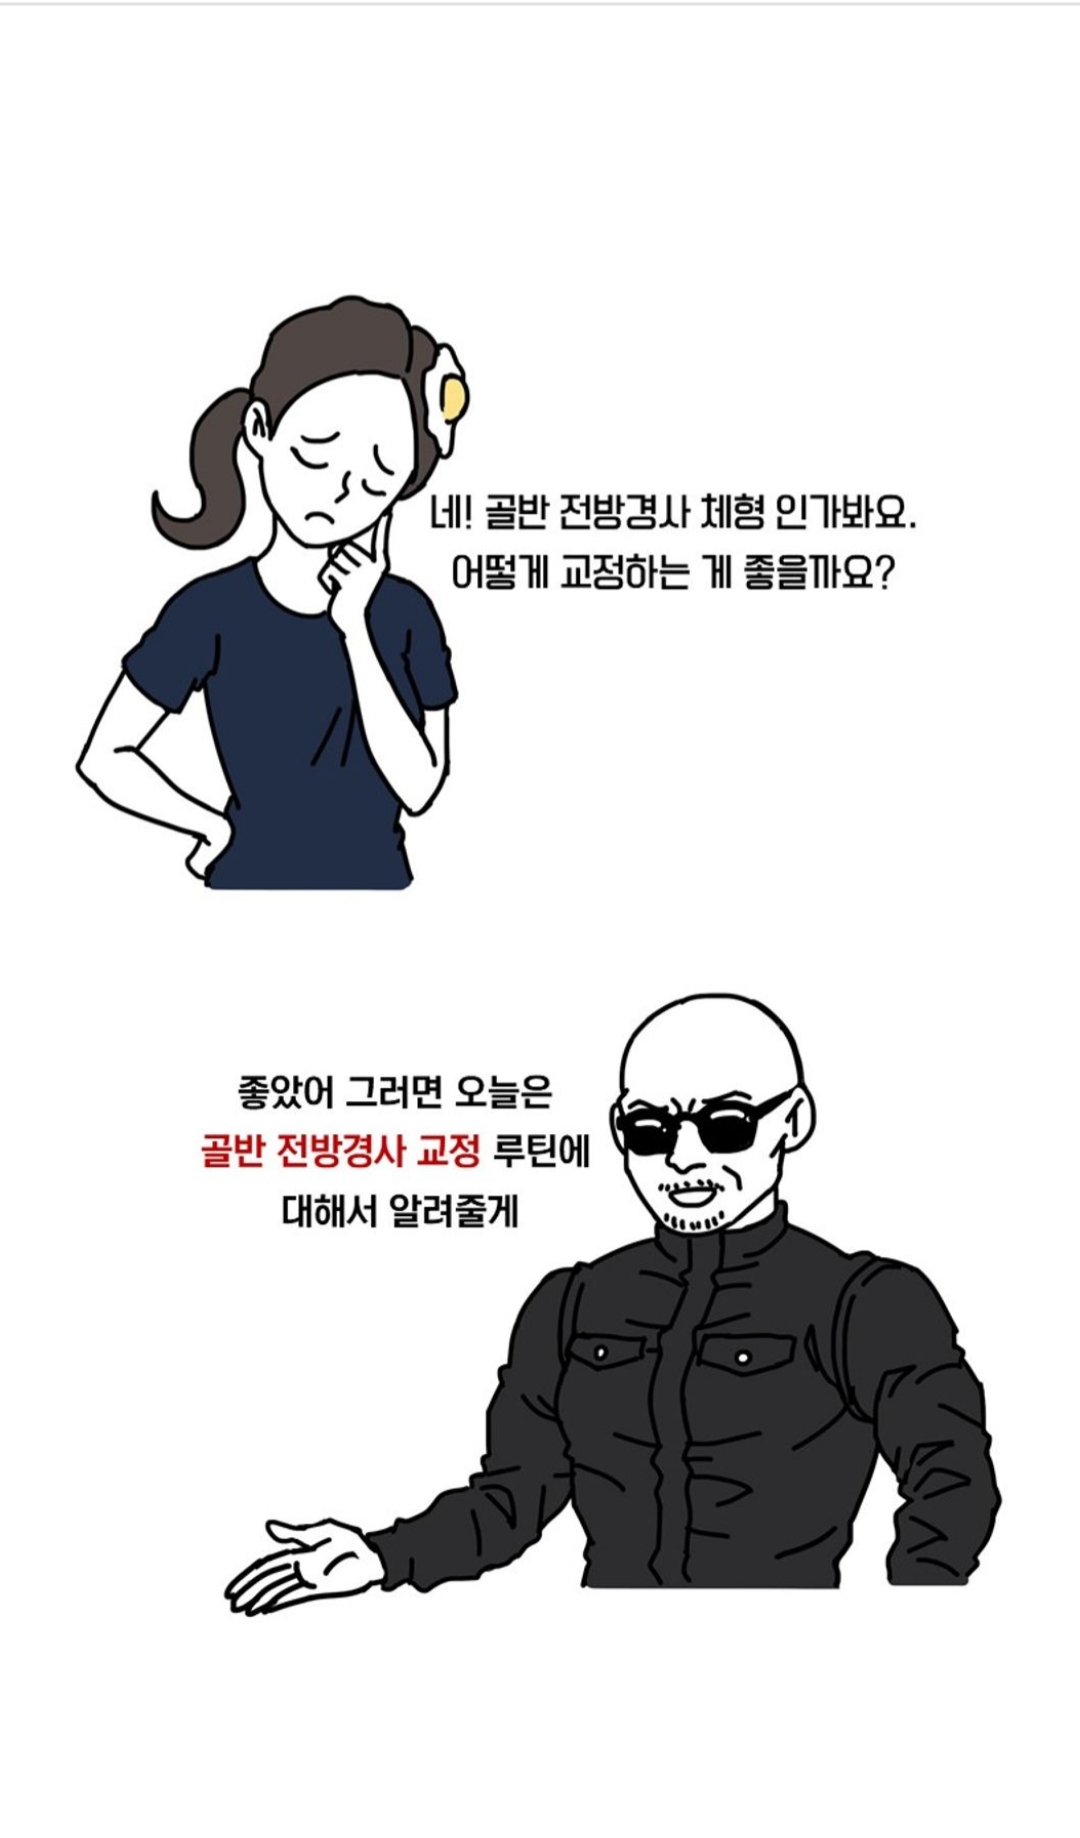 네! 골반 전방경사 체형 인가봐요.
어떻게 교정하는 게 좋을까요?
좋았어 그러면 오늘은
골반 전방경사 교정 루틴에
대해서 알려줄게